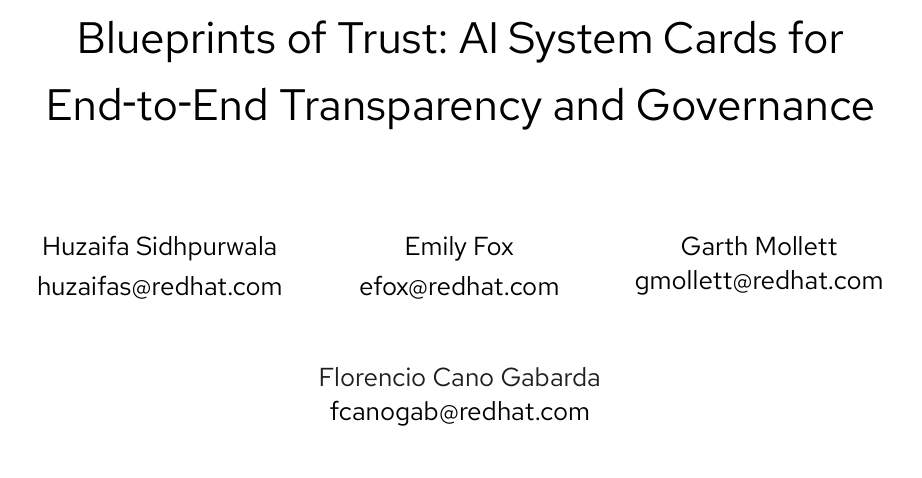 Blueprints of Trust: AI System Cards for
End-to-End Transparency and Governance
Huzaifa Sidhpurwala
huzaifas@redhat.com
Emily Fox
efox@redhat.com
Garth Mollett
gmollett@redhat.com
Florencio Cano Gabarda
fcanogab@redhat.com